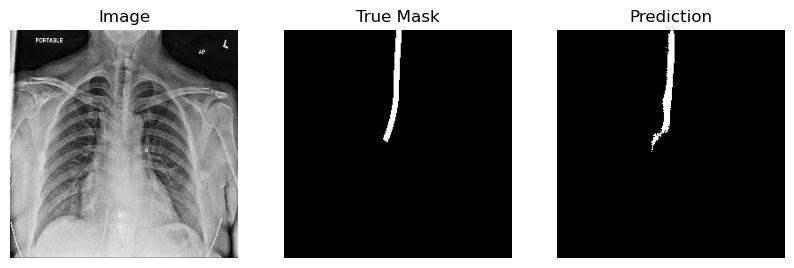 Image
True Mask
Prediction
PORTABLE
AP
L